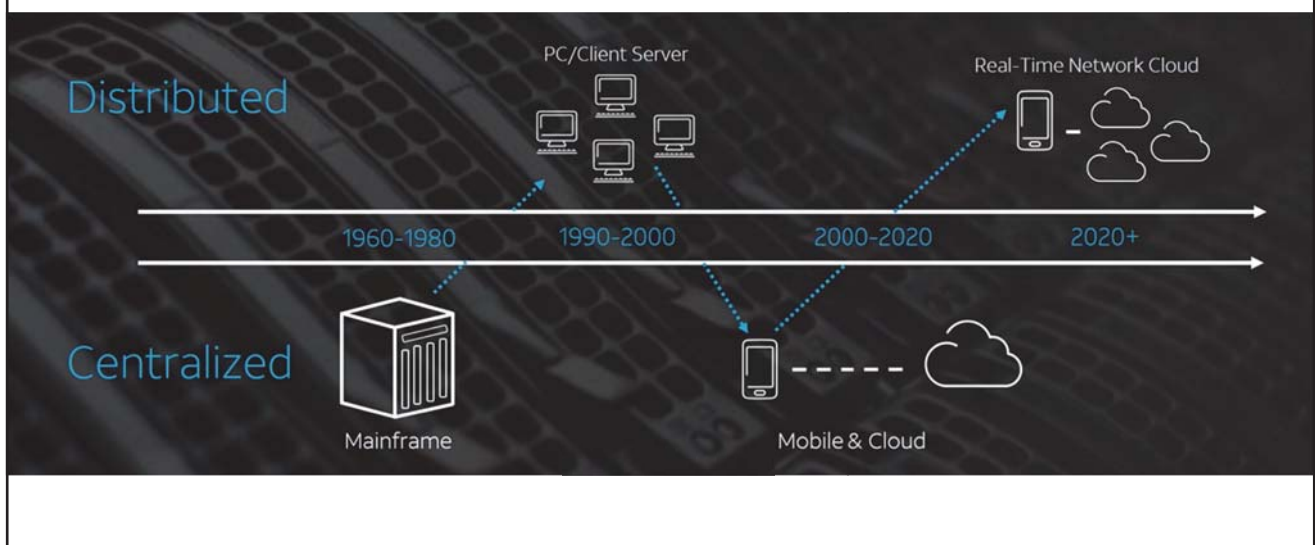 PC/Client Server
Real-Time Network Cloud
Distributed
1960-1980
1990-2000
2000-2020
2020+
Centralized
Mainframe
Mobile & Cloud